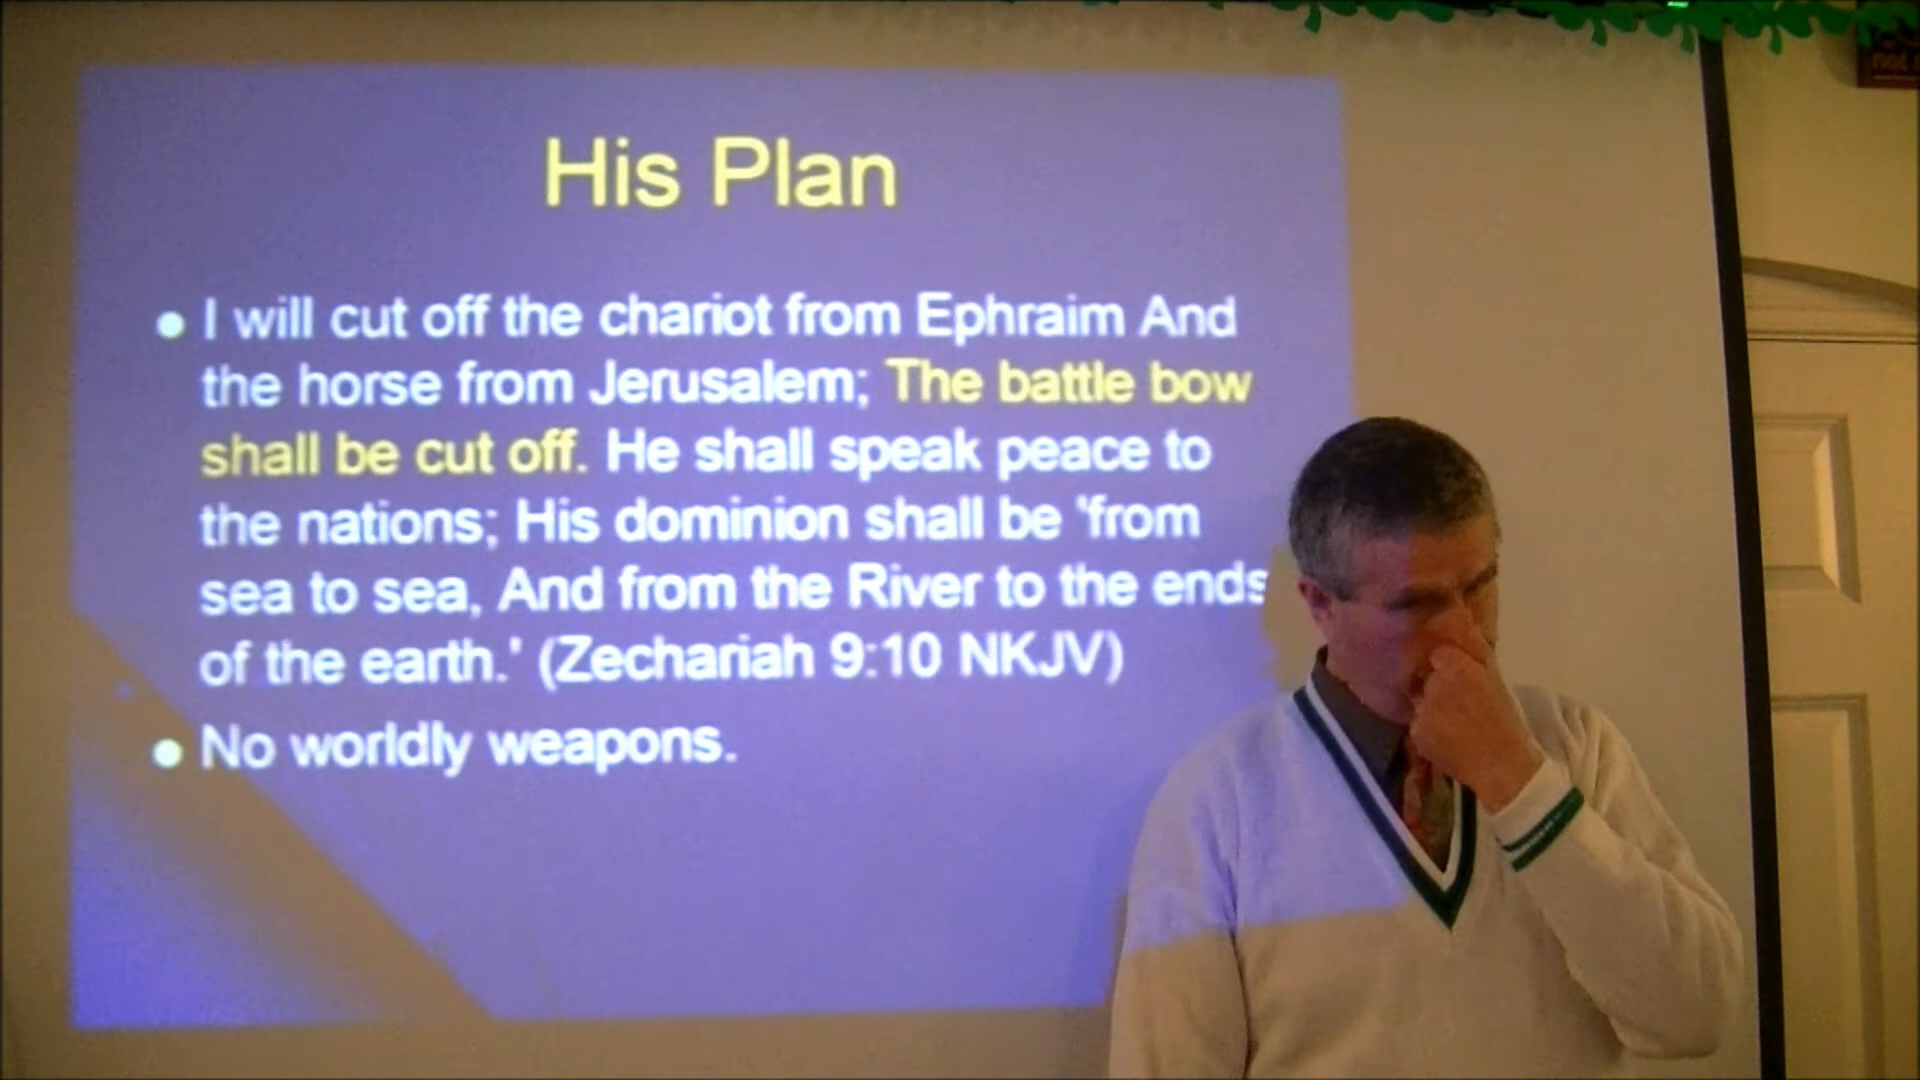 His Plan
• I will cut off the chariot from Ephraim And
the horse from Jerusalem; The battle bow
shall be cut off. He shall speak peace to
the nations; His dominion shall be 'from
sea to sea, And from the River to the ends
of the earth.' (Zechariah 9:10 NKJV)
• No worldly weapons.
not